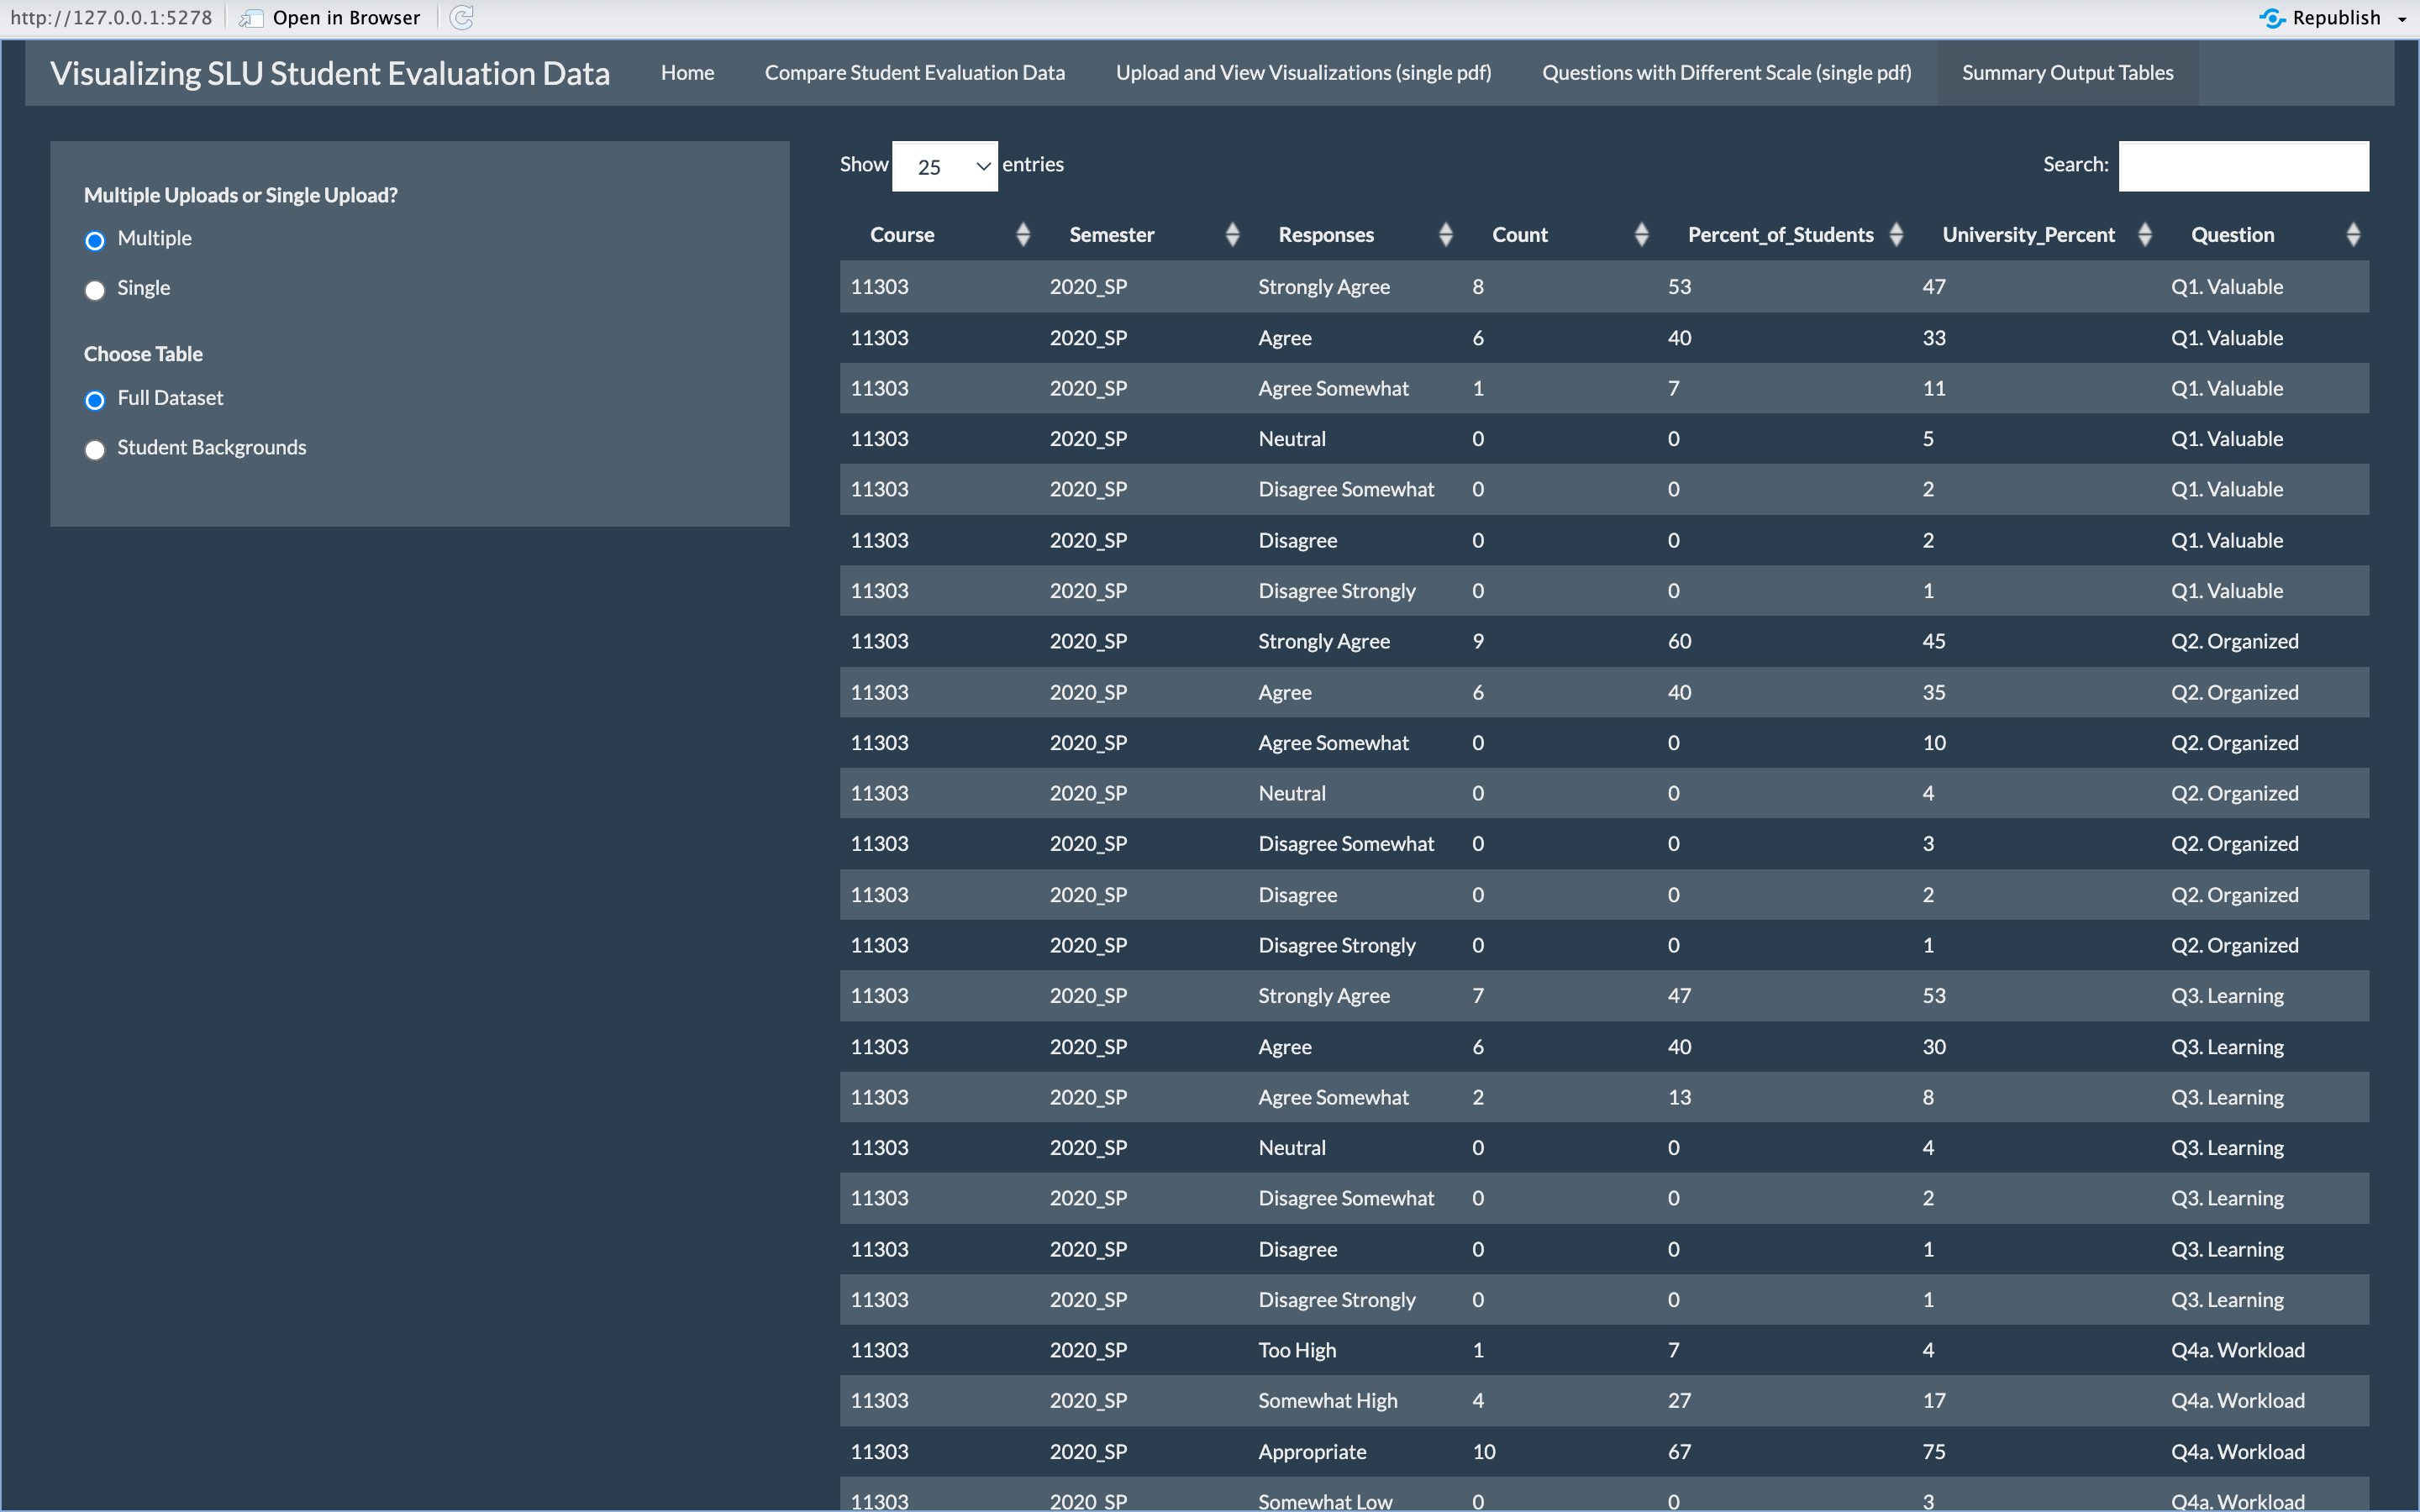 http://127.0.0.1:5278 Open in Browser Republish
Visualizing SLU Student Evaluation Data Home Compare Student Evaluation Data Upload and View Visualizations (single pdf) Questions with Different Scale (single pdf) Summary Output Tables
Multiple Uploads or Single Upload?
Multiple
Single
Choose Table
Full Dataset
Student Backgrounds
Show 25 entries Search:
Course Semester Responses Count Percent_of_Students University_Percent Question
11303 2020_SP Strongly Agree 8 53 47 Q1. Valuable
11303 2020_SP Agree 6 40 33 Q1. Valuable
11303 2020_SP Agree Somewhat 1 7 11 Q1. Valuable
11303 2020_SP Neutral 0 0 5 Q1. Valuable
11303 2020_SP Disagree Somewhat 0 0 2 Q1. Valuable
11303 2020_SP Disagree 0 0 2 Q1. Valuable
11303 2020_SP Disagree Strongly 0 0 1 Q1. Valuable
11303 2020_SP Strongly Agree 9 60 45 Q2. Organized
11303 2020_SP Agree 6 40 35 Q2. Organized
11303 2020_SP Agree Somewhat 0 0 10 Q2. Organized
11303 2020_SP Neutral 0 0 4 Q2. Organized
11303 2020_SP Disagree Somewhat 0 0 3 Q2. Organized
11303 2020_SP Disagree 0 0 2 Q2. Organized
11303 2020_SP Disagree Strongly 0 0 1 Q2. Organized
11303 2020_SP Strongly Agree 7 47 53 Q3. Learning
11303 2020_SP Agree 6 40 30 Q3. Learning
11303 2020_SP Agree Somewhat 2 13 8 Q3. Learning
11303 2020_SP Neutral 0 0 4 Q3. Learning
11303 2020_SP Disagree Somewhat 0 0 2 Q3. Learning
11303 2020_SP Disagree 0 0 1 Q3. Learning
11303 2020_SP Disagree Strongly 0 0 1 Q3. Learning
11303 2020_SP Too High 1 7 4 Q4a. Workload
11303 2020_SP Somewhat High 4 27 17 Q4a. Workload
11303 2020_SP Appropriate 10 67 75 Q4a. Workload
11303 2020_SP Somewhat Low 0 0 3 Q4a. Workload